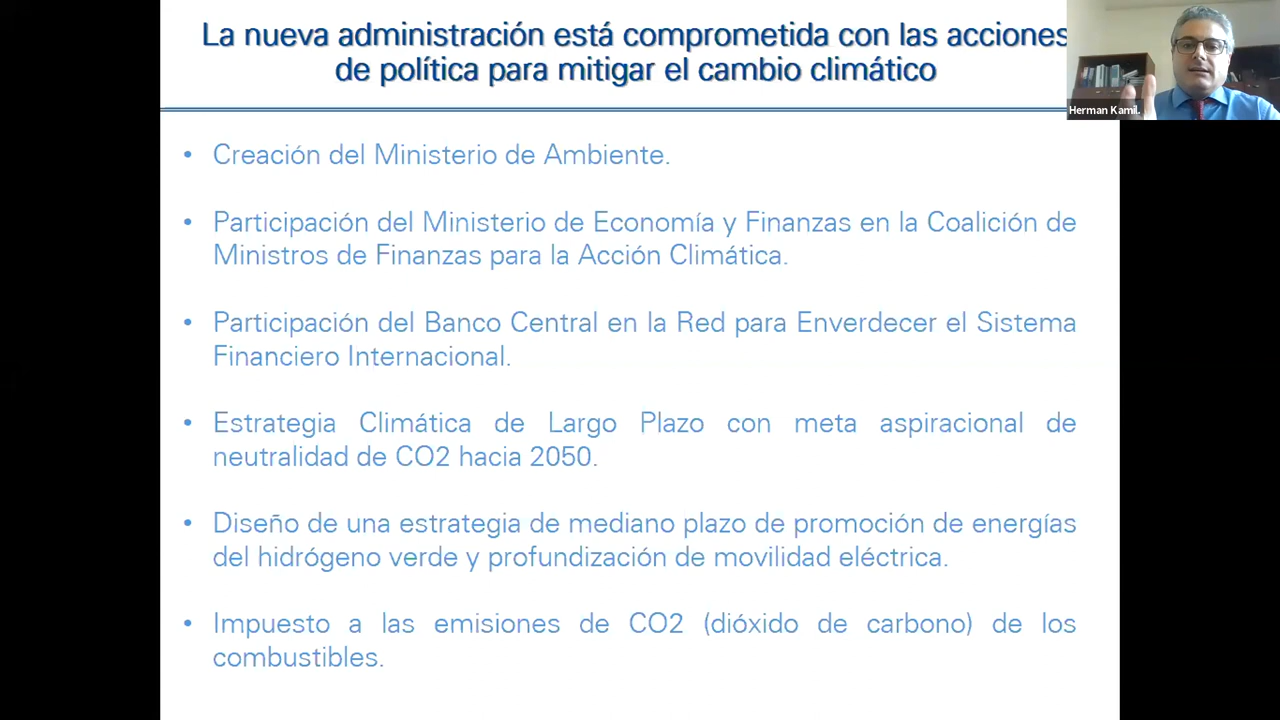 La nueva administración está comprometida con las acciones
de política para mitigar el cambio climático
Herman Kamil.
• Creación del Ministerio de Ambiente.
• Participación del Ministerio de Economía y Finanzas en la Coalición de
Ministros de Finanzas para la Acción Climática.
• Participación del Banco Central en la Red para Enverdecer el Sistema
Financiero Internacional.
• Estrategia Climática de Largo Plazo con meta aspiracional de
neutralidad de CO2 hacia 2050.
• Diseño de una estrategia de mediano plazo de promoción de energías
del hidrógeno verde y profundización de movilidad eléctrica.
• Impuesto a las emisiones de CO2 (dióxido de carbono) de los
combustibles.